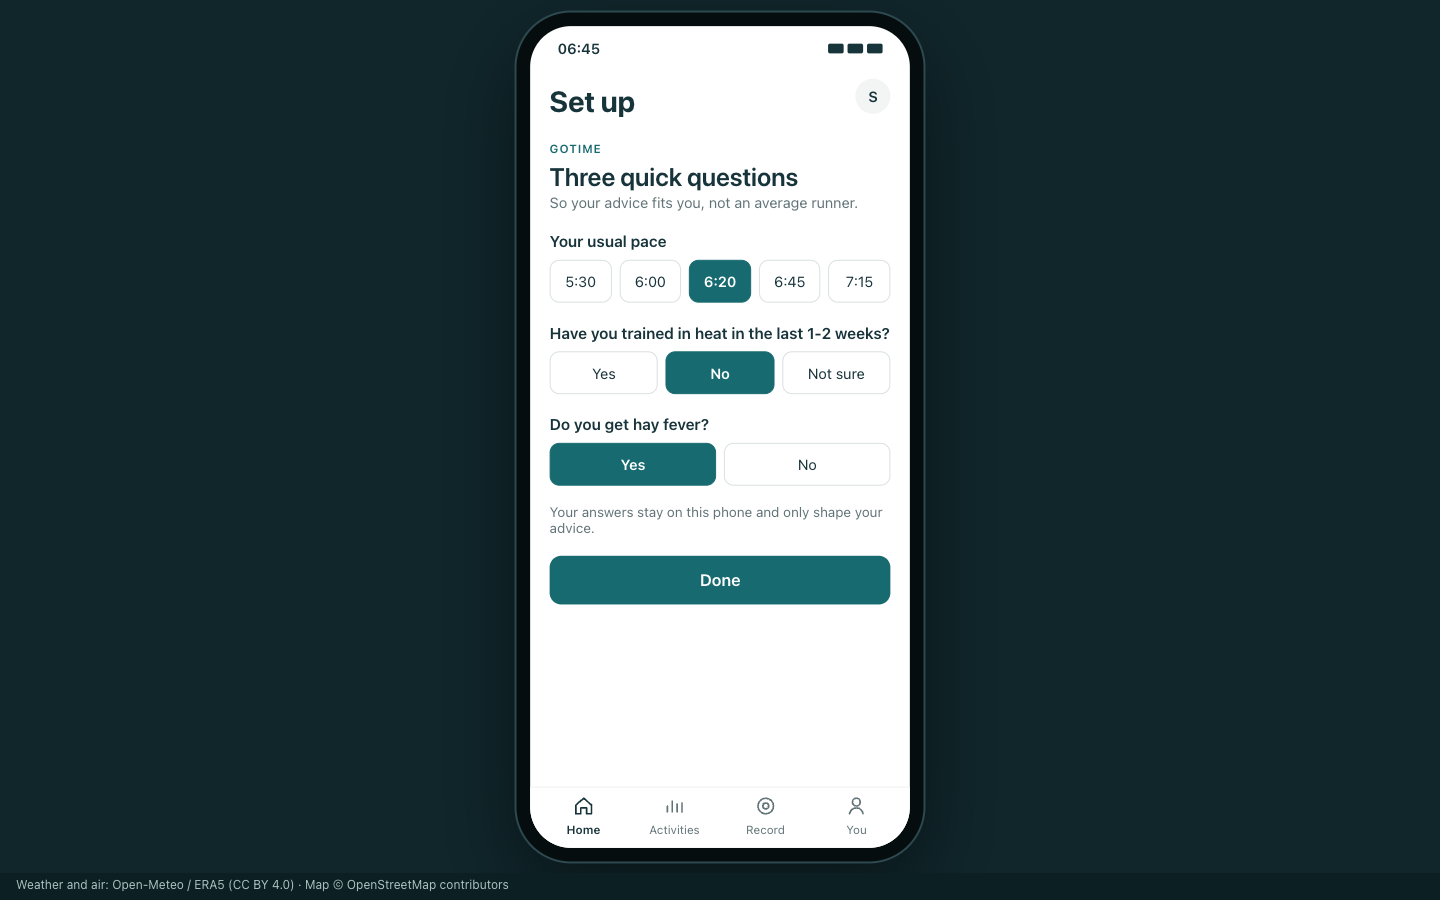 06:45
Set up
S
GOTIME
Three quick questions
So your advice fits you, not an average runner.
Your usual pace
5:30 6:00 6:20 6:45 7:15
Have you trained in heat in the last 1-2 weeks?
Yes No Not sure
Do you get hay fever?
Yes No
Your answers stay on this phone and only shape your
advice.
Done
Home Activities Record You
Weather and air: Open-Meteo / ERA5 (CC BY 4.0) · Map © OpenStreetMap contributors